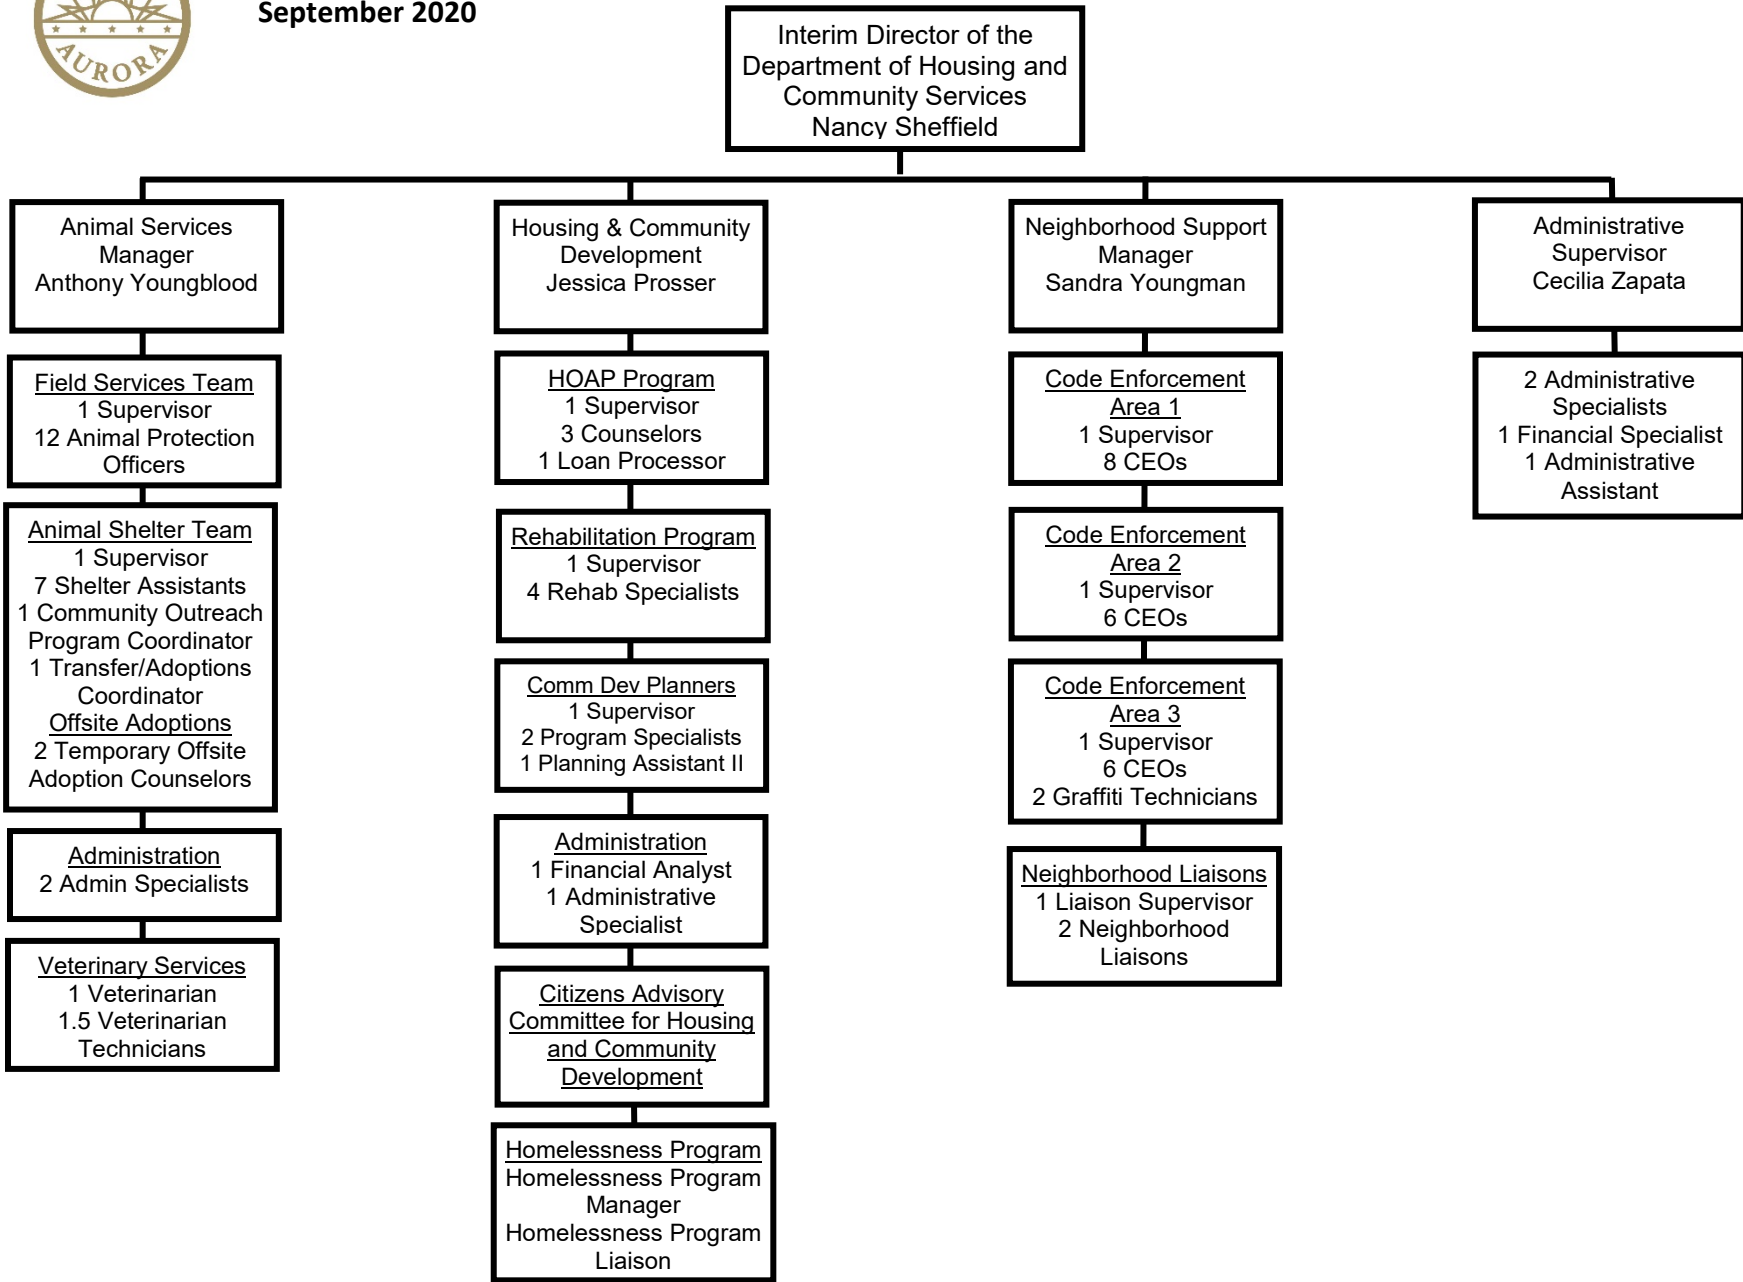 AURORA
September 2020
Interim Director of the
Department of Housing and
Community Services
Nancy Sheffield
Animal Services
Manager
Anthony Youngblood
Field Services Team
1 Supervisor
12 Animal Protection
Officers
Animal Shelter Team
1 Supervisor
7 Shelter Assistants
1 Community Outreach
Program Coordinator
1 Transfer/Adoptions
Coordinator
Offsite Adoptions
2 Temporary Offsite
Adoption Counselors
Administration
2 Admin Specialists
Veterinary Services
1 Veterinarian
1.5 Veterinarian
Technicians
Housing & Community
Development
Jessica Prosser
HOAP Program
1 Supervisor
3 Counselors
1 Loan Processor
Rehabilitation Program
1 Supervisor
4 Rehab Specialists
Comm Dev Planners
1 Supervisor
2 Program Specialists
1 Planning Assistant II
Administration
1 Financial Analyst
1 Administrative
Specialist
Citizens Advisory
Committee for Housing
and Community
Development
Homelessness Program
Homelessness Program
Manager
Homelessness Program
Liaison
Neighborhood Support
Manager
Sandra Youngman
Code Enforcement
Area 1
1 Supervisor
8 CEOs
Code Enforcement
Area 2
1 Supervisor
6 CEOs
Code Enforcement
Area 3
1 Supervisor
6 CEOs
2 Graffiti Technicians
Neighborhood Liaisons
1 Liaison Supervisor
2 Neighborhood
Liaisons
Administrative
Supervisor
Cecilia Zapata
2 Administrative
Specialists
1 Financial Specialist
1 Administrative
Assistant